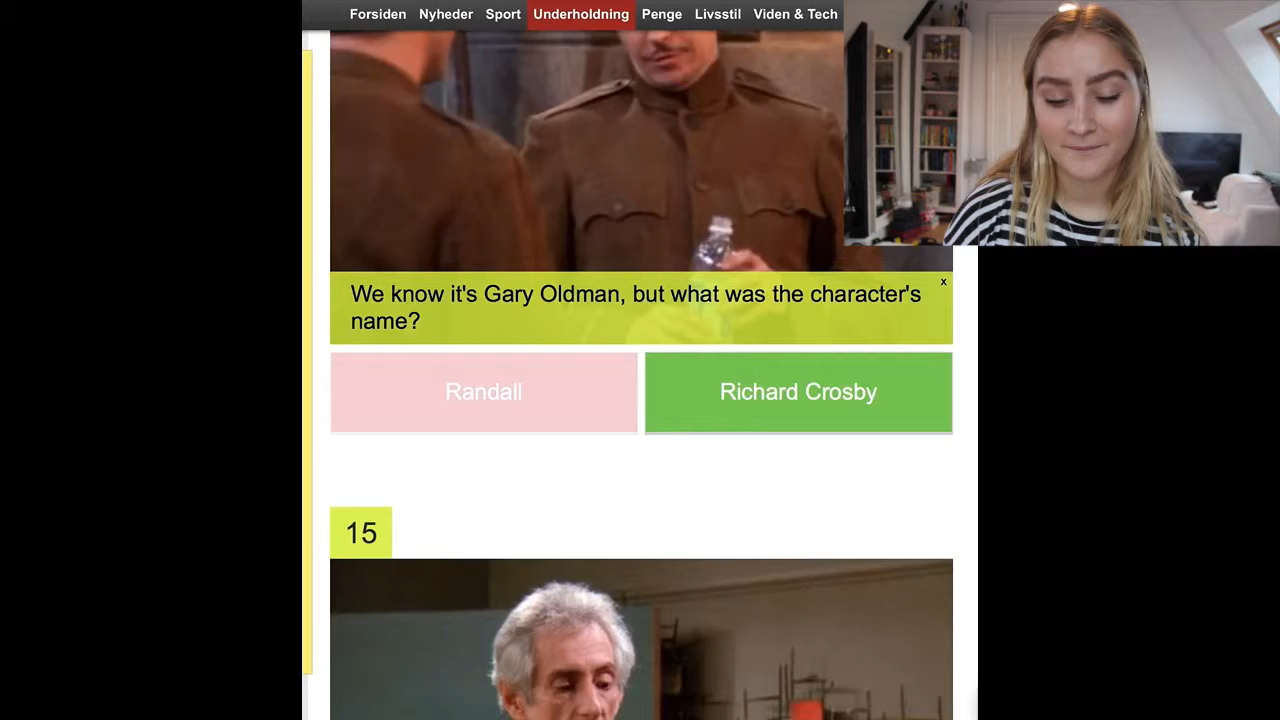 Forsiden Nyheder Sport Underholdning Penge Livsstil Viden & Tech
x
We know it's Gary Oldman, but what was the character's
name?
Randall Richard Crosby
15